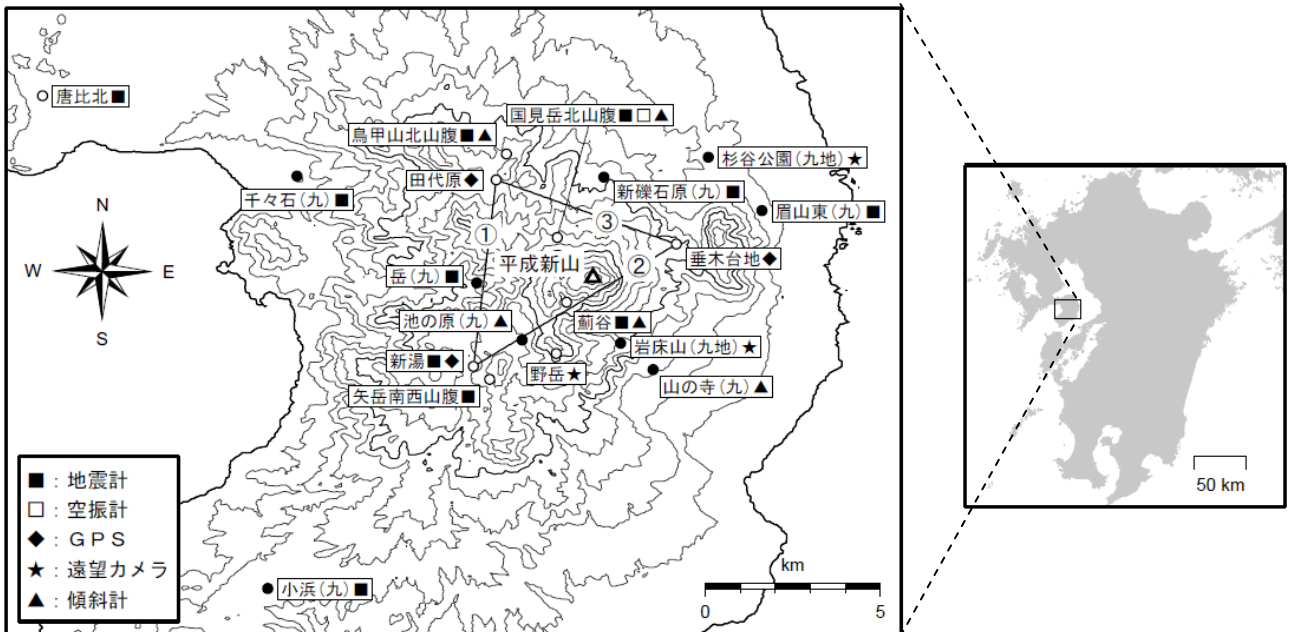 唐比北■
国見岳北山腹■□▲
鳥甲山北山腹■▲
杉谷公園(九地)★
田代原◆
新礫石原(九)■
千々石(九)■
眉山東(九)■
N
W
E
S
①
③
②
平成新山
垂木台地◆
岳(九)■
池の原(九)▲
薊谷■▲
岩床山(九地)★
新湯■◆
野岳★
山の寺(九)▲
矢岳南西山腹■
小浜(九)■
■：地震計
□：空振計
◆：ＧＰＳ
★：遠望カメラ
▲：傾斜計
km
0 5
50 km